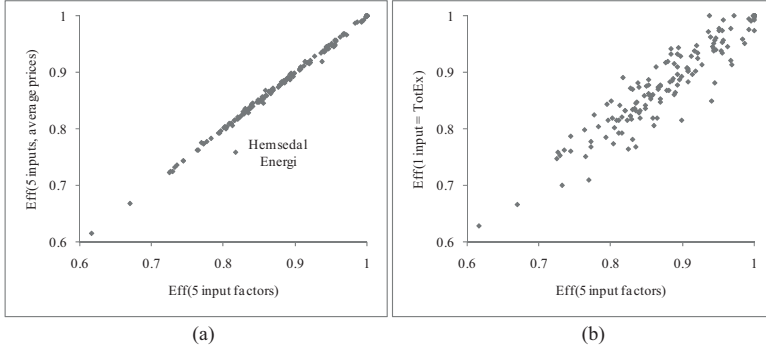 1
0.9
0.8
0.7
0.6
0.6
0.7
0.8
0.9
1
Eff(5 inputs, average prices)
Eff(5 input factors)
Hemsedal
Energi
(a)
1
0.9
0.8
0.7
0.6
0.6
0.7
0.8
0.9
1
Eff(1 input = TotEx)
Eff(5 input factors)
(b)